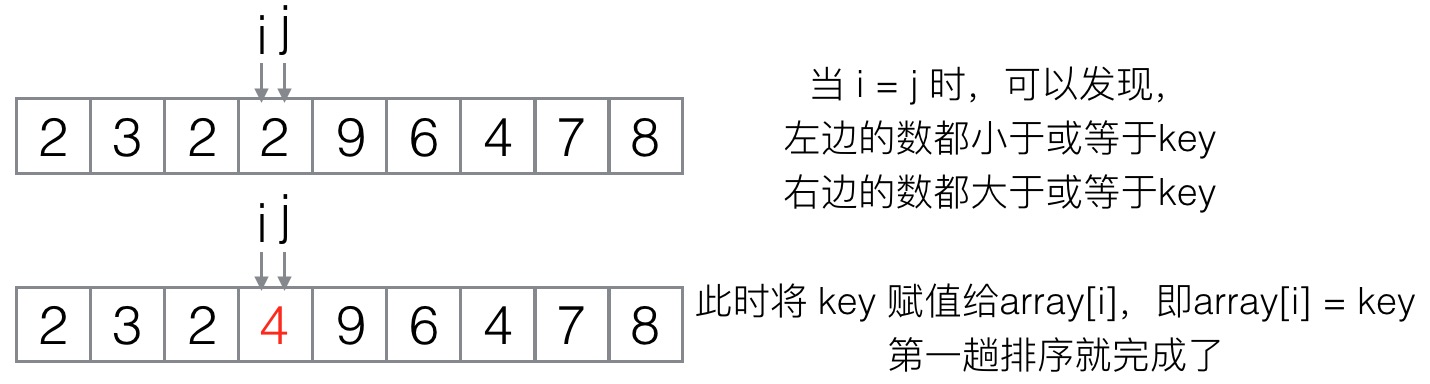 i j
2 3 2 2 9 6 4 7 8
当 i = j 时，可以发现，
左边的数都小于或等于key
右边的数都大于或等于key
i j
2 3 2 4 9 6 4 7 8
此时将 key 赋值给array[i]，即array[i] = key
第一趟排序就完成了